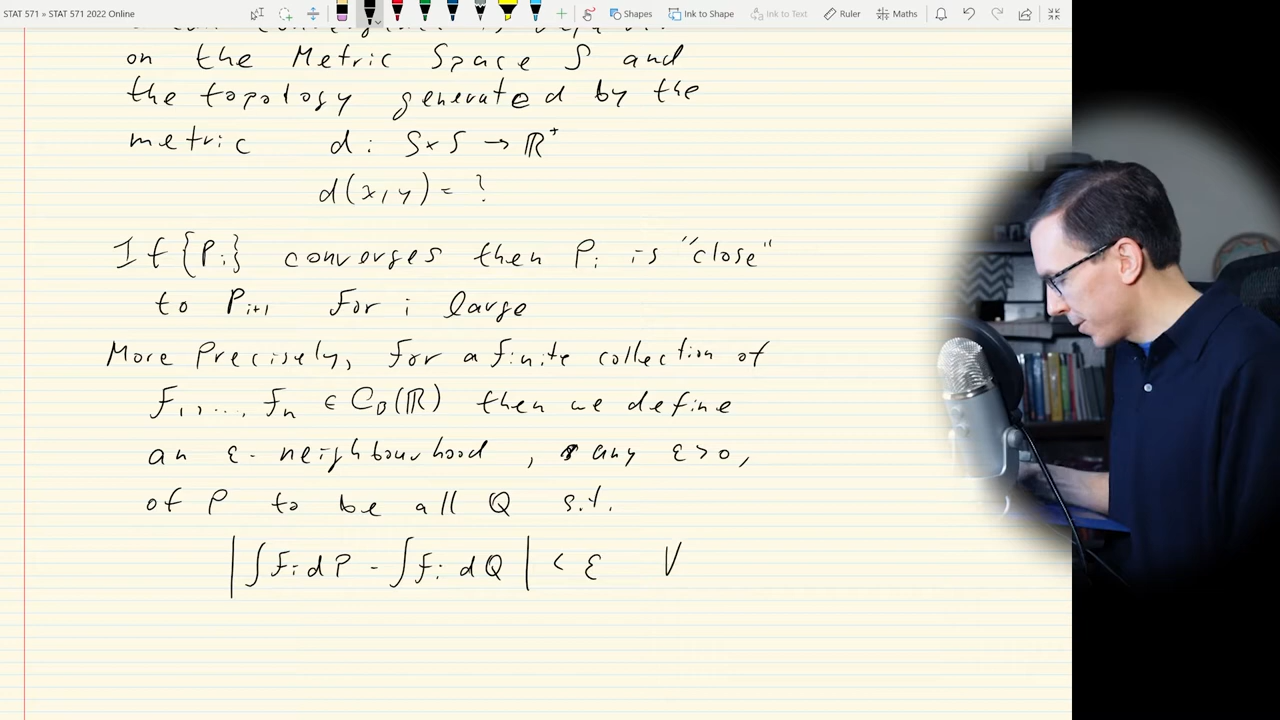 STAT 571 » STAT 571 2022 Online
Shapes Ink to Shape Ink to Text Ruler Maths
on the Metric Space S and
the topology generated by the
metric d : S×S → ℝ⁺
d(x,y) = ?
If {Pᵢ} converges then Pᵢ is "close"
to Pᵢ₊₁ for i large
More Precisely, for a finite collection of
f₁,..., fₙ ∈ C₀(ℝ) then we define
an ε-neighbourhood , any ε>0,
of P to be all Q s.t.
|∫fᵢdP - ∫fᵢ dQ| < ε